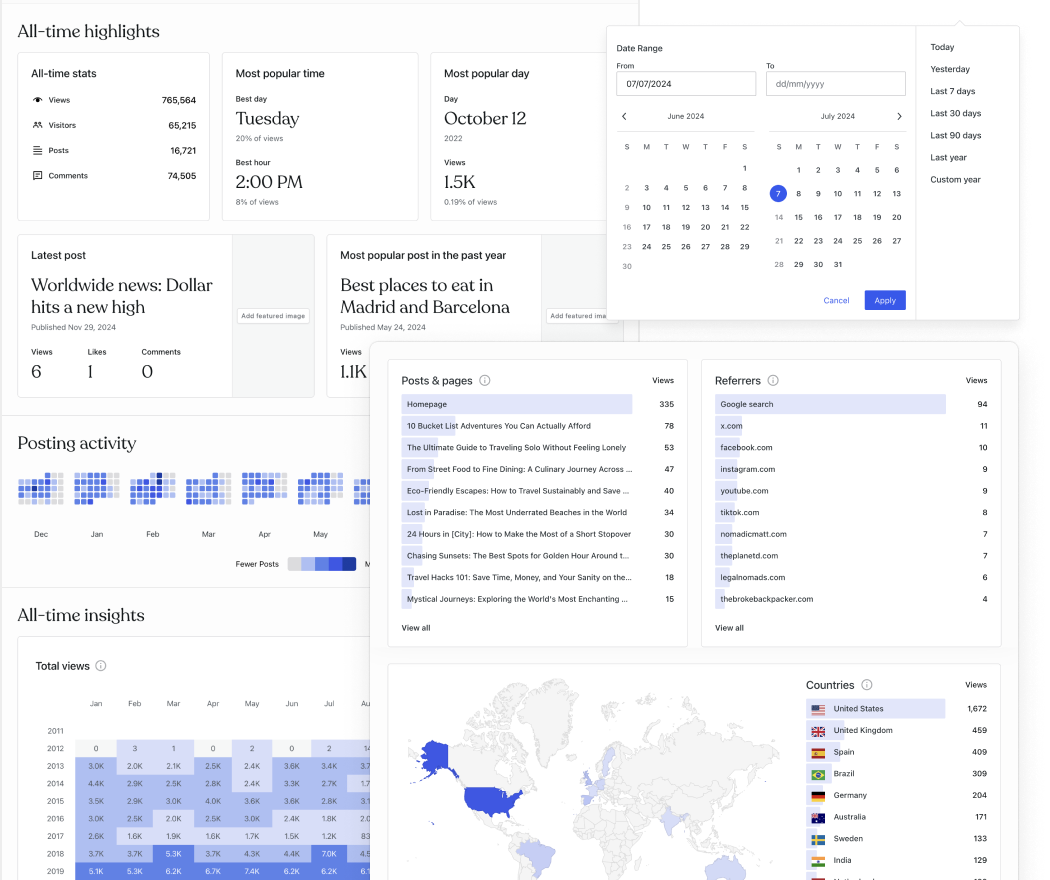 All-time highlights
All-time stats
Views 765,564
Visitors 65,215
Posts 16,721
Comments 74,505
Most popular time
Best day
Tuesday
20% of views
Best hour
2:00 PM
8% of views
Most popular day
Day
October 12
2022
Views
1.5K
0.19% of views
Latest post
Worldwide news: Dollar
hits a new high
Published Nov 29, 2024
Views Likes Comments
6 1 0
Add featured image
Most popular post in the past year
Best places to eat in
Madrid and Barcelona
Published May 24, 2024
Views
1.1K
Add featured ima
Date Range
From To
07/07/2024 dd/mm/yyyy
June 2024
S M T W T F S
1
2 3 4 5 6 7 8
9 10 11 12 13 14 15
16 17 18 19 20 21 22
23 24 25 26 27 28 29
30
July 2024
S M T W T F S
1 2 3 4 5 6
7 8 9 10 11 12 13
14 15 16 17 18 19 20
21 22 23 24 25 26 27
28 29 30 31
Cancel Apply
Today
Yesterday
Last 7 days
Last 30 days
Last 90 days
Last year
Custom year
Posting activity
Dec Jan Feb Mar Apr May
Fewer Posts M
All-time insights
Total views
Jan Feb Mar Apr May Jun Jul Au
2011
2012 0 3 1 0 2 0 2 14
2013 3.0K 2.0K 2.1K 2.5K 2.4K 3.6K 3.4K 3.7
2014 4.4K 2.9K 2.5K 2.8K 2.4K 3.3K 2.7K 1.7
2015 3.5K 2.9K 3.0K 4.0K 3.6K 3.6K 2.8K 3.1
2016 3.0K 2.5K 2.0K 2.5K 3.0K 2.4K 1.8K 2.0
2017 2.6K 1.6K 1.9K 1.6K 1.7K 1.5K 1.2K 83
2018 3.7K 3.7K 5.3K 3.7K 4.3K 4.4K 7.0K 4.5
2019 5.1K 5.3K 6.2K 6.7K 7.4K 6.2K 6.2K 6.1
Posts & pages Views
Homepage 335
10 Bucket List Adventures You Can Actually Afford 78
The Ultimate Guide to Traveling Solo Without Feeling Lonely 53
From Street Food to Fine Dining: A Culinary Journey Across ... 47
Eco-Friendly Escapes: How to Travel Sustainably and Save ... 40
Lost in Paradise: The Most Underrated Beaches in the World 34
24 Hours in [City]: How to Make the Most of a Short Stopover 30
Chasing Sunsets: The Best Spots for Golden Hour Around t... 30
Travel Hacks 101: Save Time, Money, and Your Sanity on the... 18
Mystical Journeys: Exploring the World's Most Enchanting ... 15
View all
Referrers Views
Google search 94
x.com 11
facebook.com 10
instagram.com 9
youtube.com 9
tiktok.com 8
nomadicmatt.com 7
theplanetd.com 7
legalnomads.com 6
thebrokebackpacker.com 4
View all
Countries Views
United States 1,672
United Kingdom 459
Spain 409
Brazil 309
Germany 204
Australia 171
Sweden 133
India 129